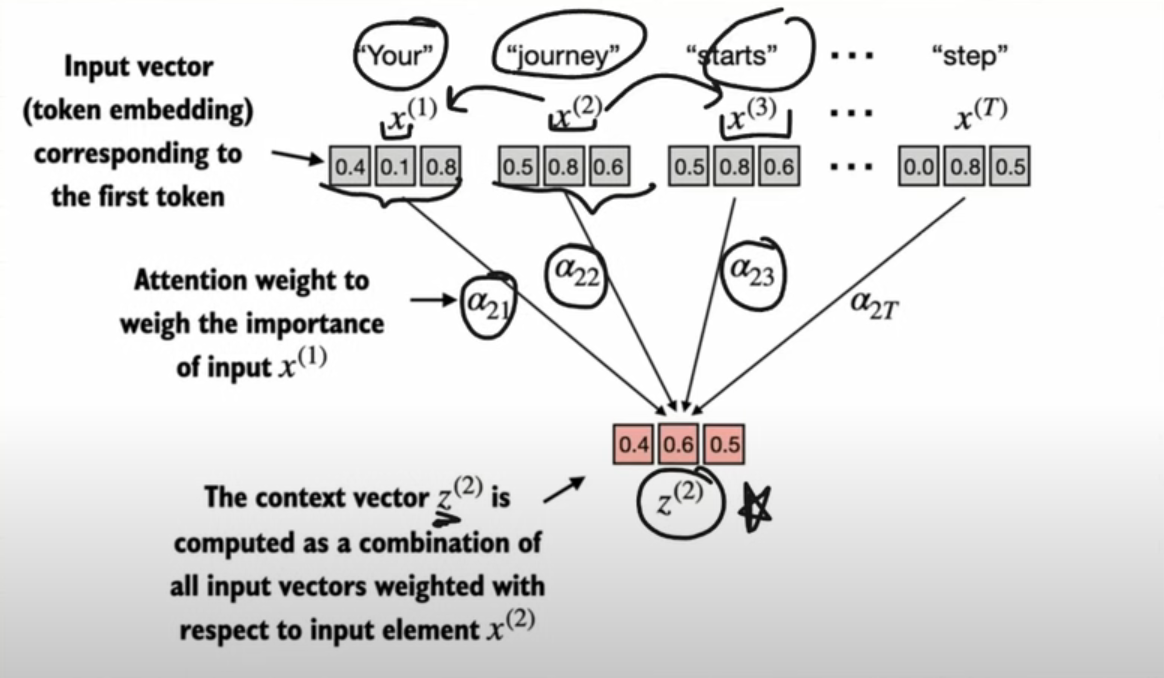 “Your” “journey” “starts” ... “step”
Input vector
(token embedding)
corresponding to
the first token
x(1) x(2) x(3) ... x(T)
0.4 0.1 0.8 0.5 0.8 0.6 0.5 0.8 0.6 ... 0.0 0.8 0.5
Attention weight to
weigh the importance
of input x(1)
α21 α22 α23 α2T
0.4 0.6 0.5
z(2)
The context vector z(2) is
computed as a combination of
all input vectors weighted with
respect to input element x(2)